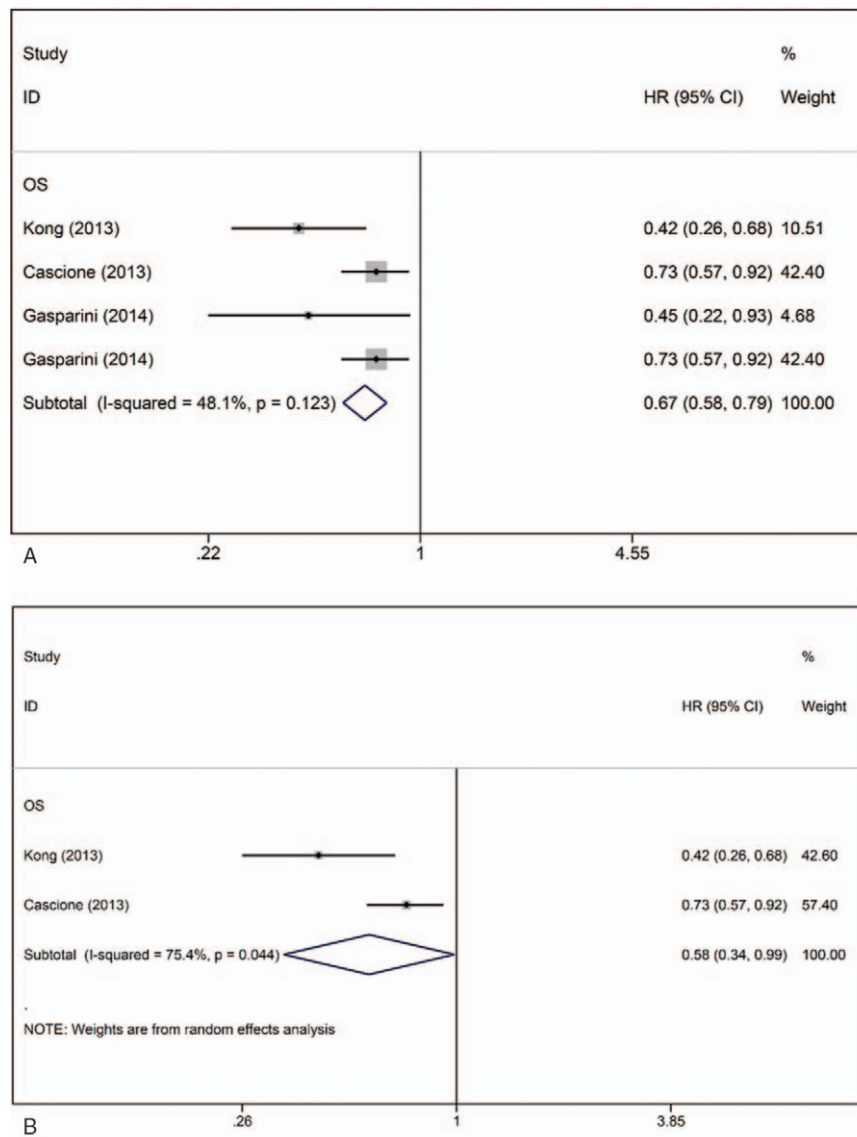 Study %
ID HR (95% CI) Weight
OS
Kong (2013) 0.42 (0.26, 0.68) 10.51
Cascione (2013) 0.73 (0.57, 0.92) 42.40
Gasparini (2014) 0.45 (0.22, 0.93) 4.68
Gasparini (2014) 0.73 (0.57, 0.92) 42.40
Subtotal (I-squared = 48.1%, p = 0.123) 0.67 (0.58, 0.79) 100.00
A
.22 1 4.55
Study %
ID HR (95% CI) Weight
OS
Kong (2013) 0.42 (0.26, 0.68) 42.60
Cascione (2013) 0.73 (0.57, 0.92) 57.40
Subtotal (I-squared = 75.4%, p = 0.044) 0.58 (0.34, 0.99) 100.00
.
NOTE: Weights are from random effects analysis
B
.26 1 3.85